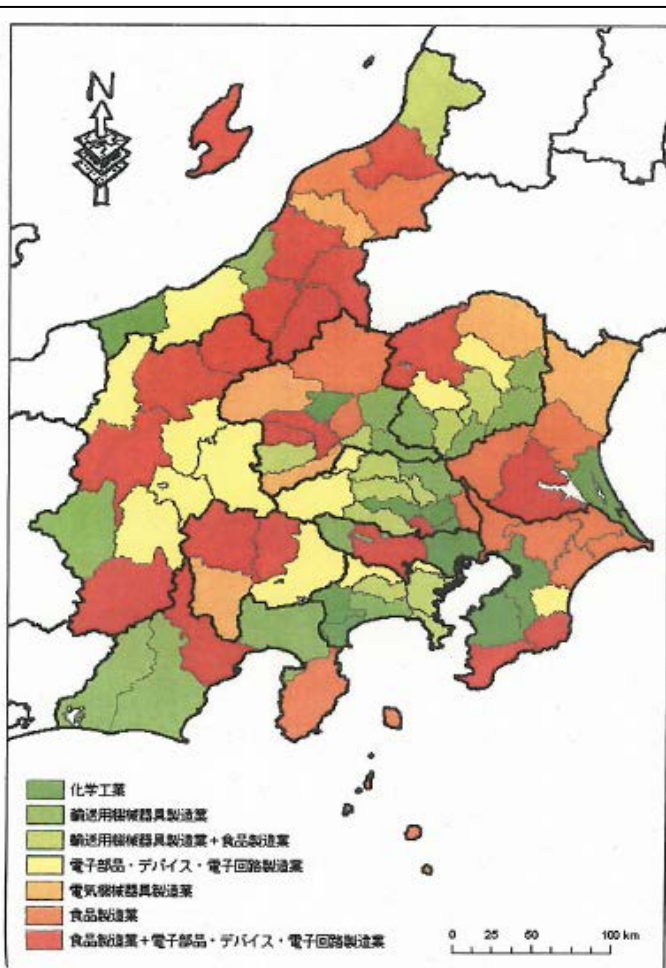 N
化学工業
輸送用機械器具製造業
輸送用機械器具製造業+食品製造業
電子部品・デバイス・電子回路製造業
電気機械器具製造業
食品製造業
食品製造業+電子部品・デバイス・電子回路製造業
0 25 50 100 km